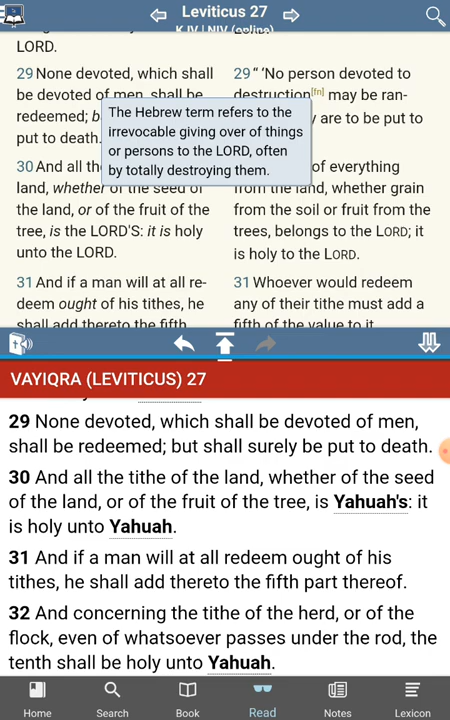 Leviticus 27
KJV | NIV (online)
LORD.
29 None devoted, which shall
be devoted of men, shall be
redeemed; b
put to death.
30 And all th
land, whether of the seed of
the land, or of the fruit of the
tree, is the LORD'S: it is holy
unto the LORD.
31 And if a man will at all re-
deem ought of his tithes, he
shall add thereto the fifth
29 “ ‘No person devoted to
destruction[fn] may be ran-
y are to be put to
of everything
from the land, whether grain
from the soil or fruit from the
trees, belongs to the LORD; it
is holy to the LORD.
31 Whoever would redeem
any of their tithe must add a
fifth of the value to it
The Hebrew term refers to the
irrevocable giving over of things
or persons to the LORD, often
by totally destroying them.
VAYIQRA (LEVITICUS) 27
29 None devoted, which shall be devoted of men,
shall be redeemed; but shall surely be put to death.
30 And all the tithe of the land, whether of the seed
of the land, or of the fruit of the tree, is Yahuah's: it
is holy unto Yahuah.
31 And if a man will at all redeem ought of his
tithes, he shall add thereto the fifth part thereof.
32 And concerning the tithe of the herd, or of the
flock, even of whatsoever passes under the rod, the
tenth shall be holy unto Yahuah.
Home
Search
Book
Read
Notes
Lexicon